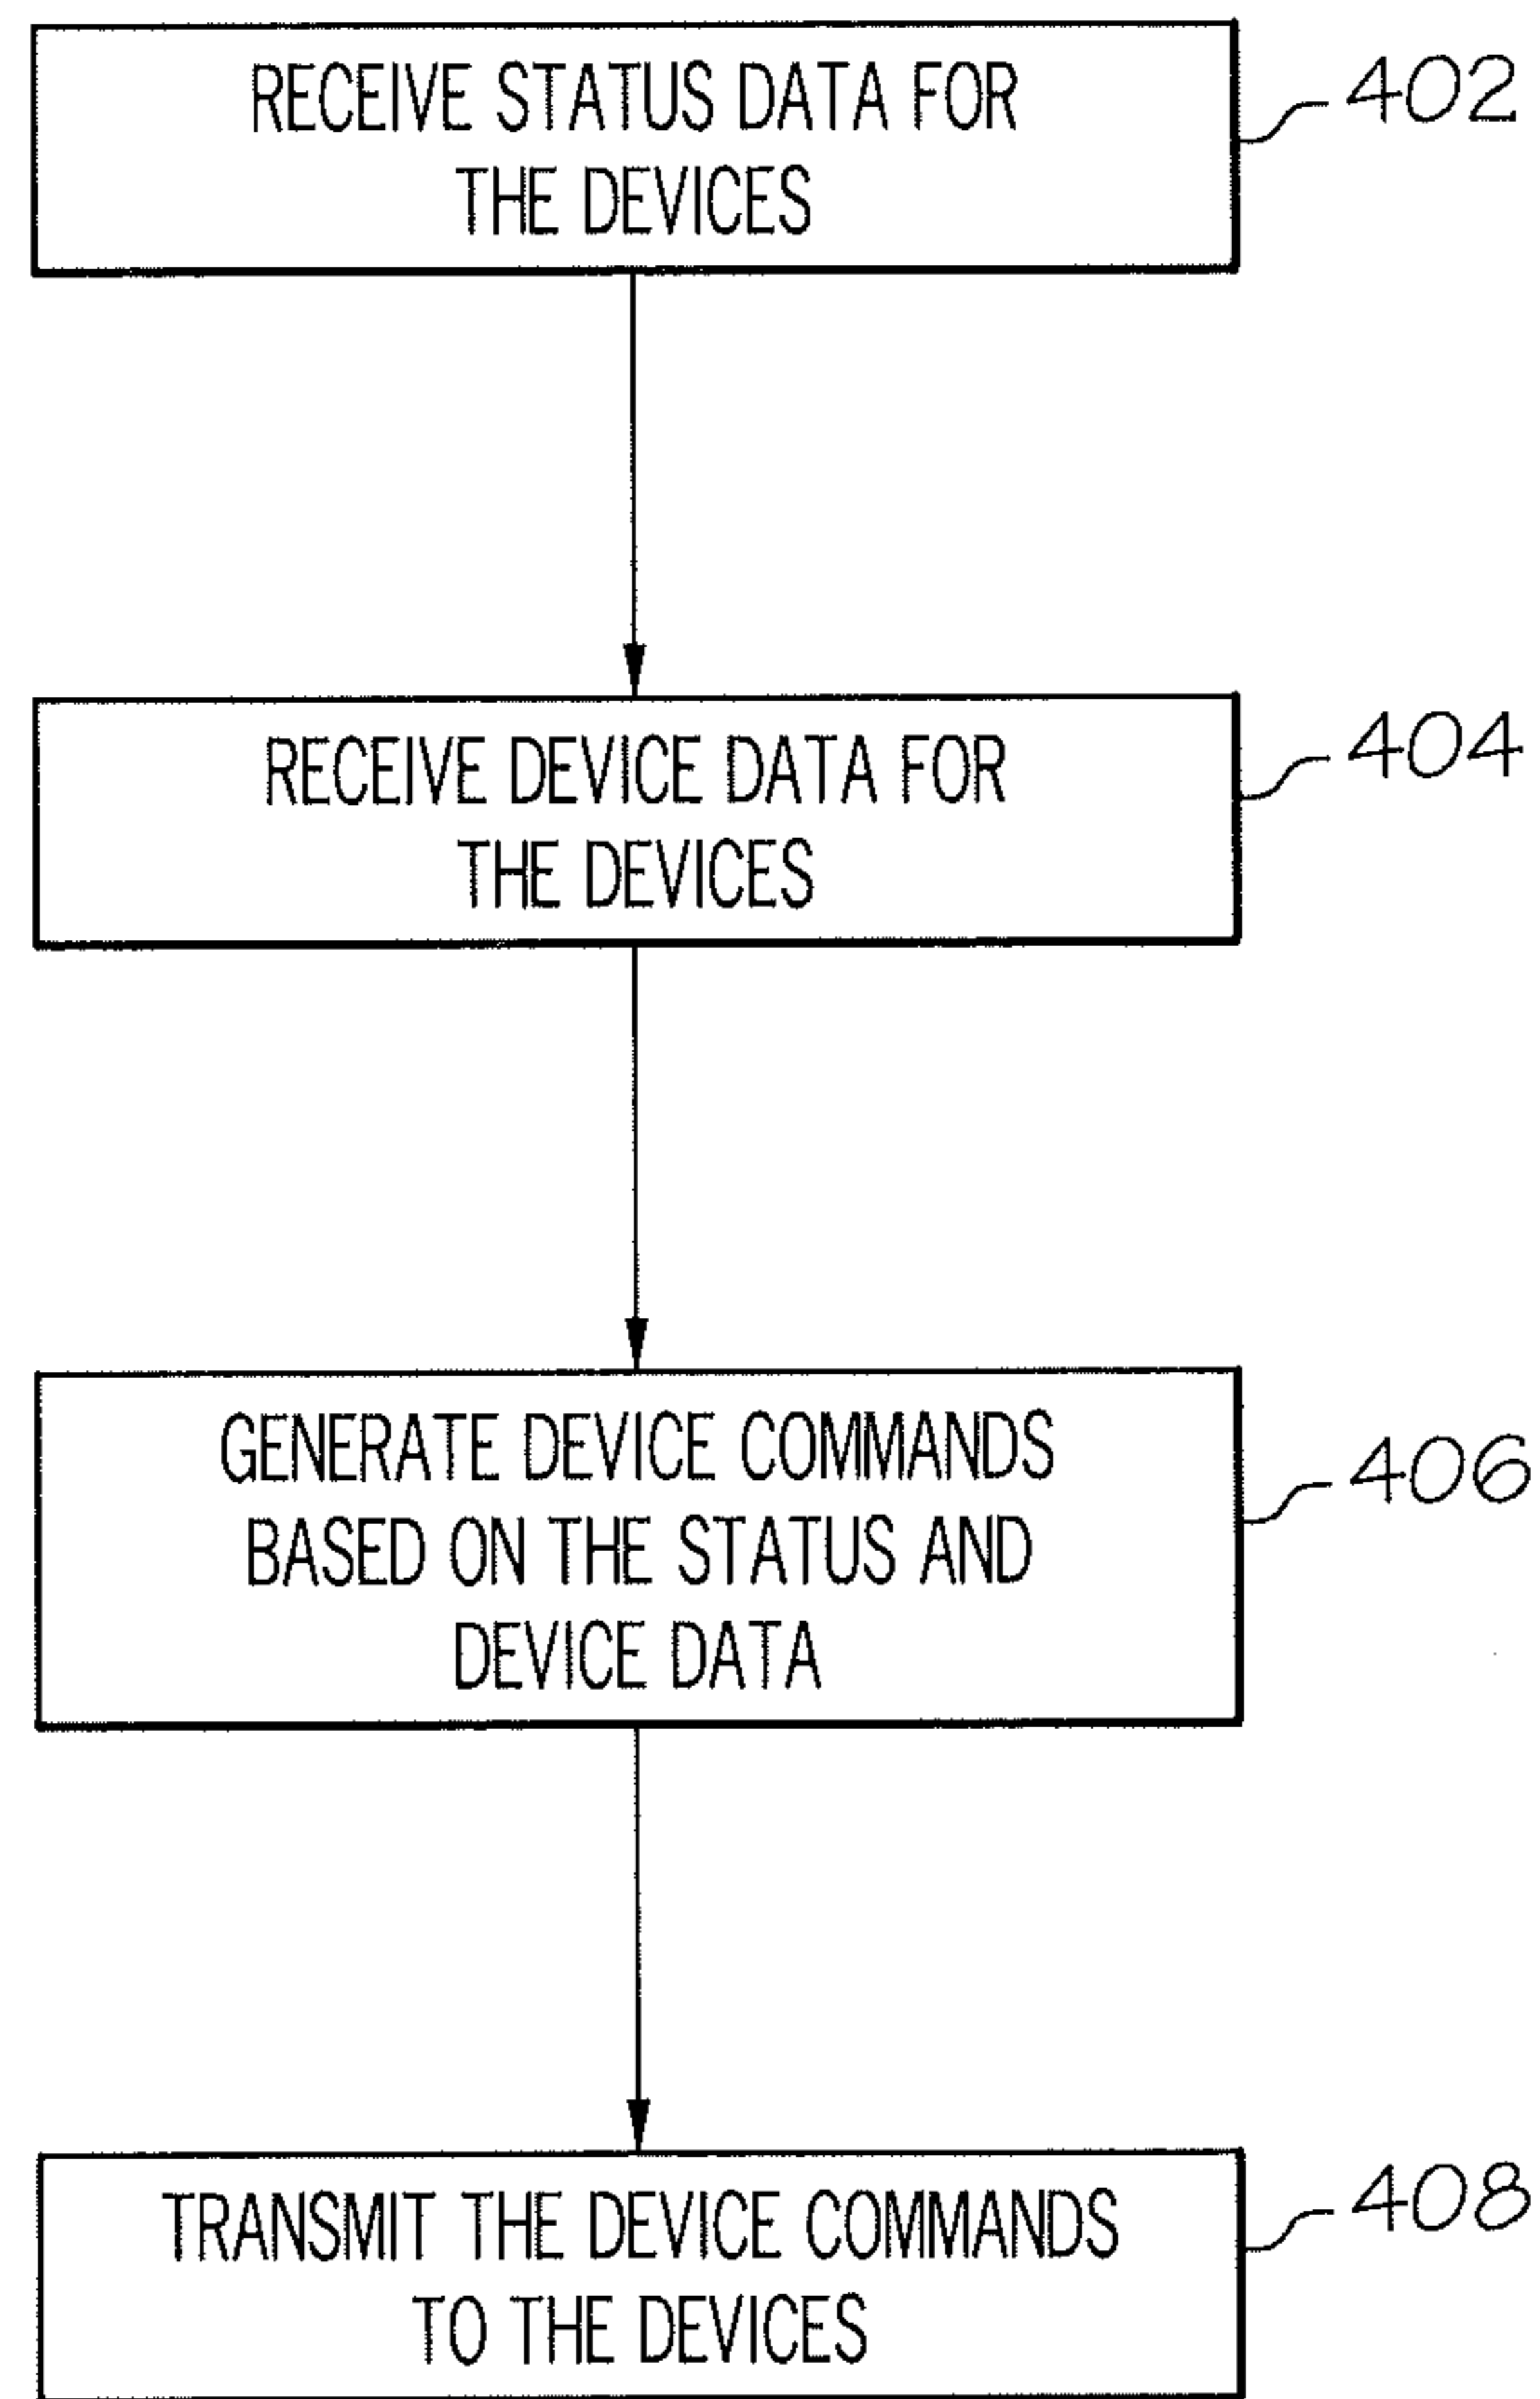 RECEIVE STATUS DATA FOR
THE DEVICES
402
RECEIVE DEVICE DATA FOR
THE DEVICES
404
GENERATE DEVICE COMMANDS
BASED ON THE STATUS AND
DEVICE DATA
406
TRANSMIT THE DEVICE COMMANDS
TO THE DEVICES
408